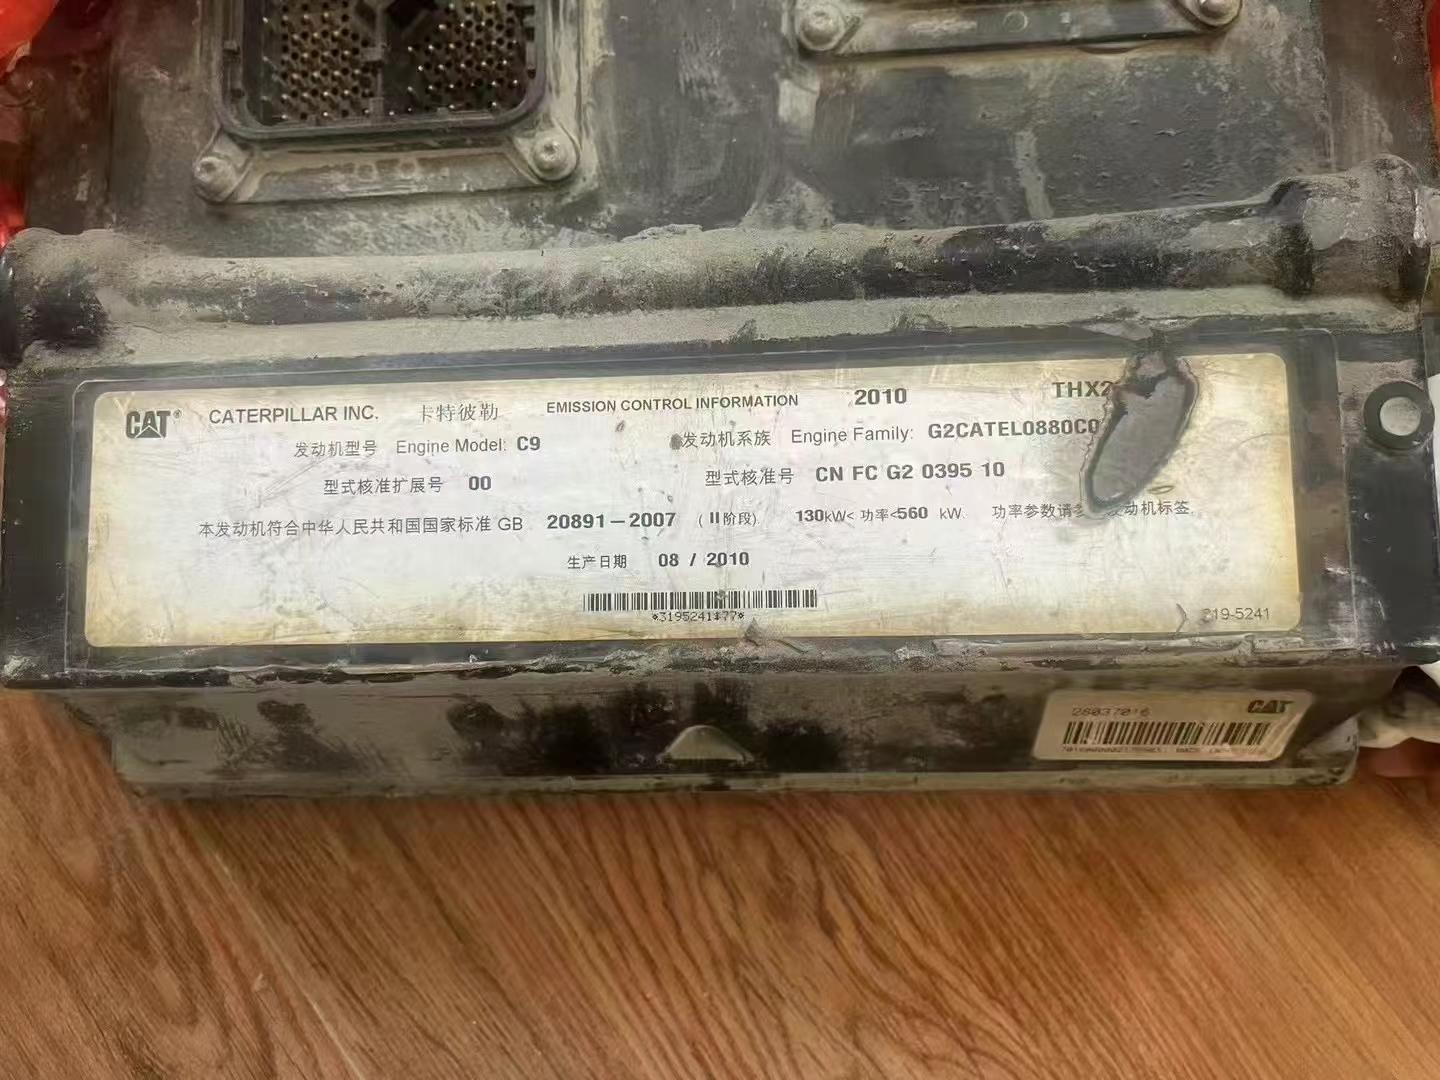 CAT® CATERPILLAR INC. 卡特彼勒 EMISSION CONTROL INFORMATION 2010 THX2
发动机型号 Engine Model: C9 发动机系族 Engine Family: G2CATEL0880C0
型式核准扩展号 00 型式核准号 CN FC G2 0395 10
本发动机符合中华人民共和国国家标准 GB 20891-2007 (II阶段). 130kW< 功率<560 kW. 功率参数请 发动机标签.
生产日期 08 / 2010
*3195241177*
319-5241
28037016 CAT